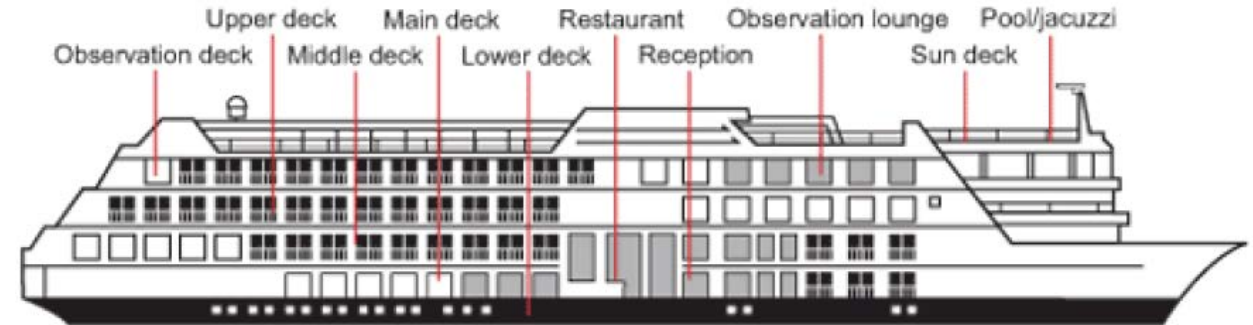 Upper deck Main deck Restaurant Observation lounge Pool/jacuzzi
Observation deck Middle deck Lower deck Reception Sun deck